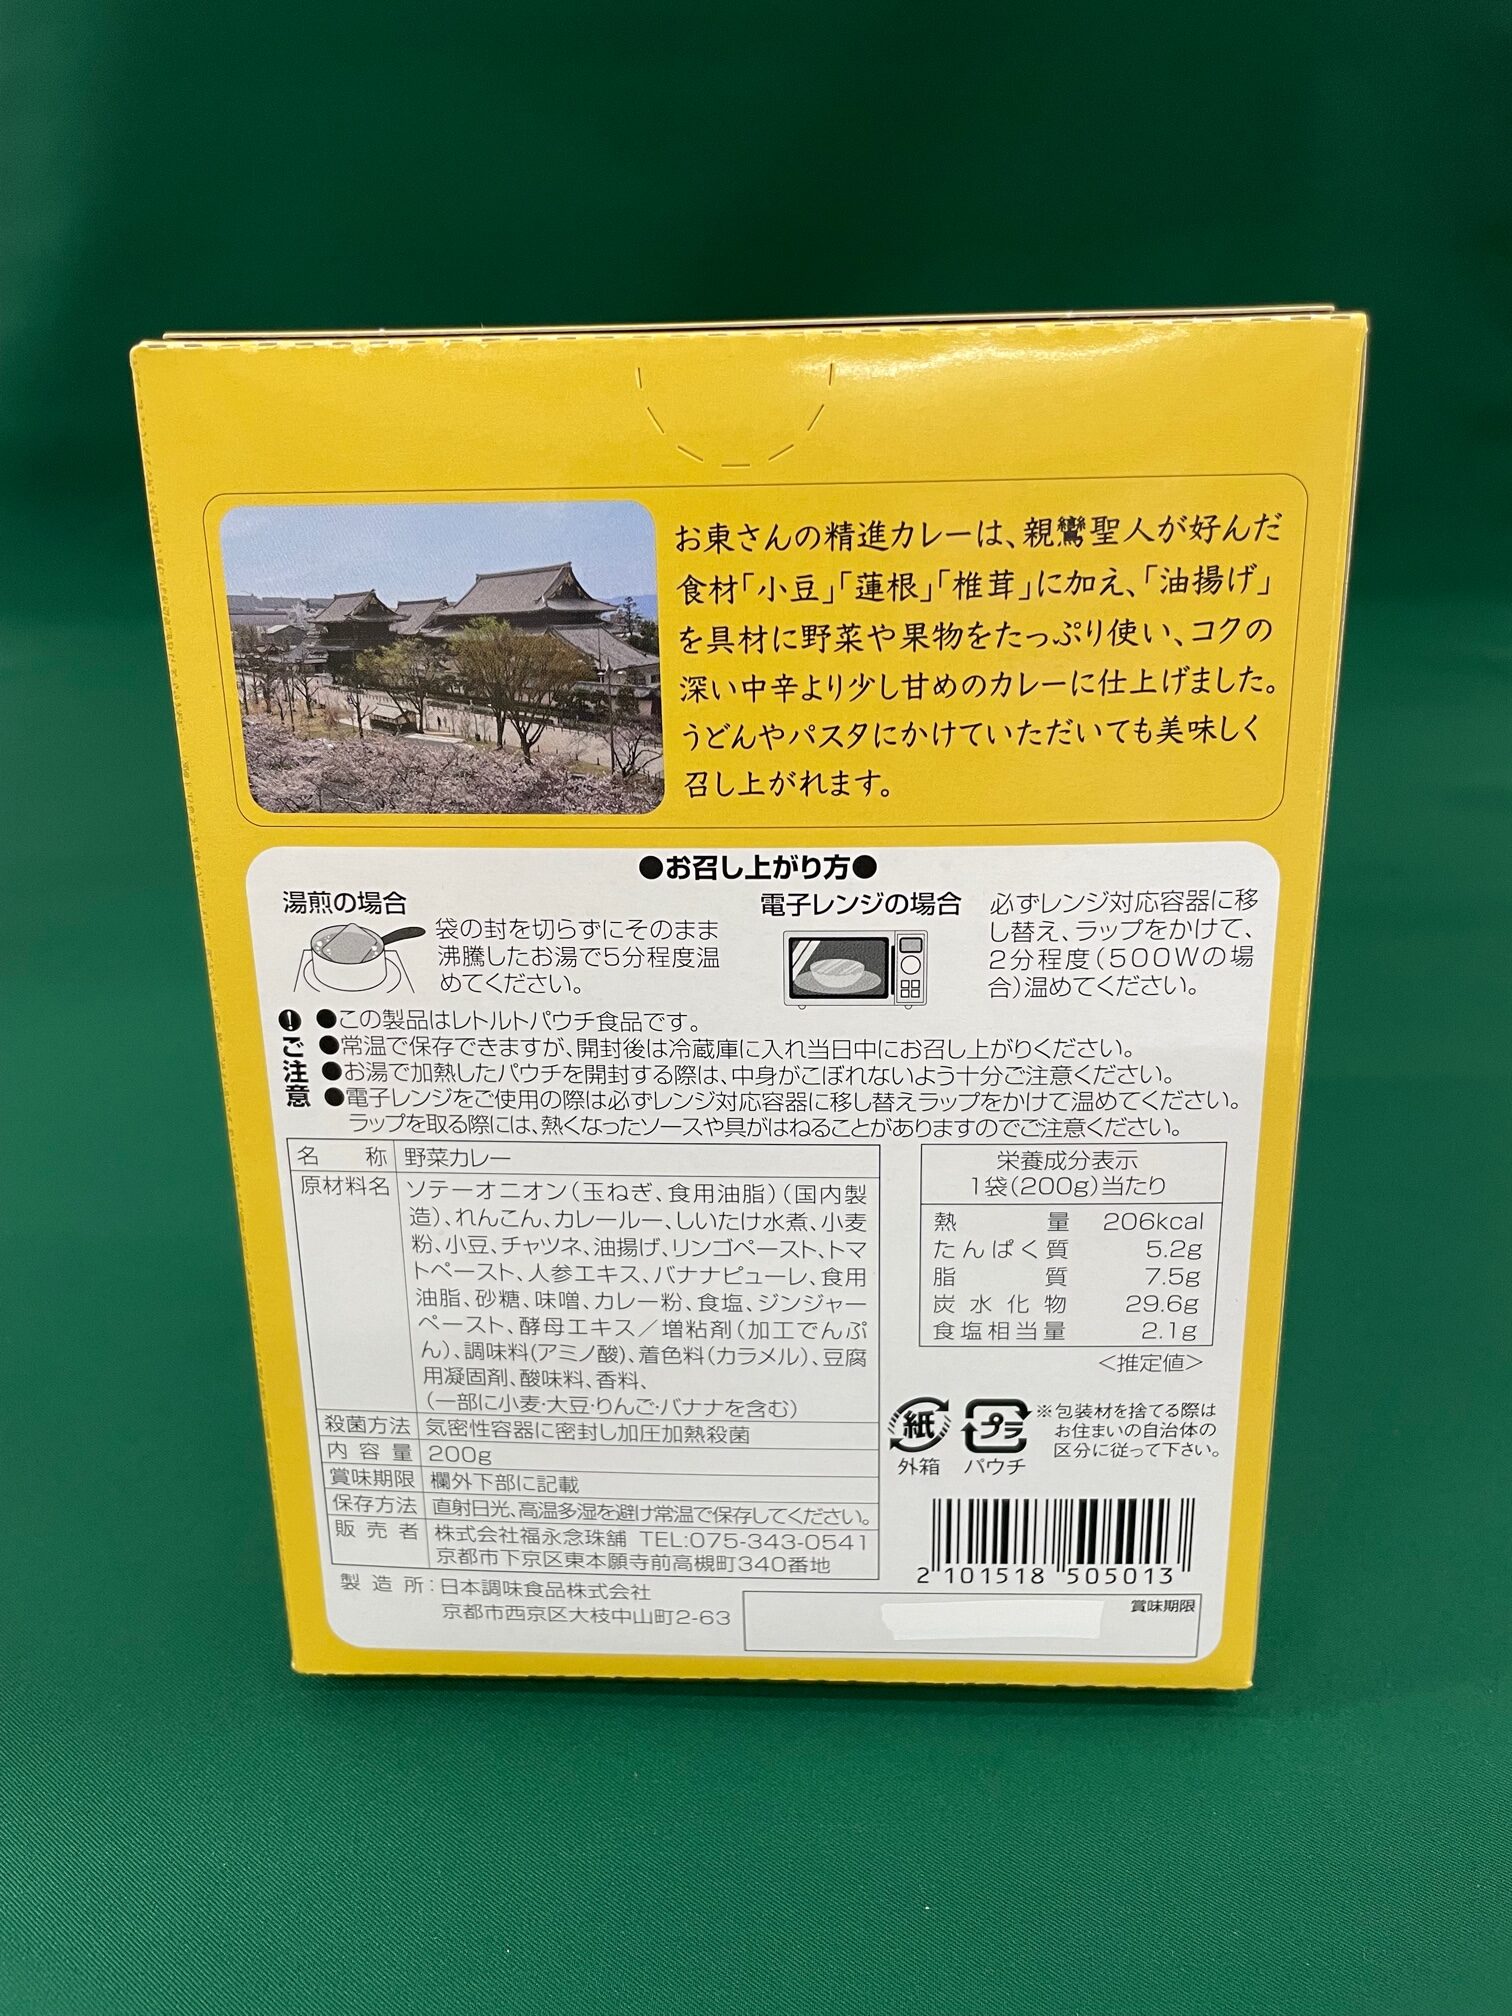 お東さんの精進カレーは、親鸞聖人が好んだ
食材「小豆」「蓮根」「椎茸」に加え、「油揚げ」
を具材に野菜や果物をたっぷり使い、コクの
深い中辛より少し甘めのカレーに仕上げました。
うどんやパスタにかけていただいても美味しく
召し上がれます。
●お召し上がり方●
湯煎の場合
袋の封を切らずにそのまま
沸騰したお湯で5分程度温
めてください。
電子レンジの場合
必ずレンジ対応容器に移
し替え、ラップをかけて、
2分程度(500Wの場
合)温めてください。
ご注意
●この製品はレトルトパウチ食品です。
●常温で保存できますが、開封後は冷蔵庫に入れ当日中にお召し上がりください。
●お湯で加熱したパウチを開封する際は、中身がこぼれないよう十分ご注意ください。
●電子レンジをご使用の際は必ずレンジ対応容器に移し替えラップをかけて温めてください。
ラップを取る際には、熱くなったソースや具がはねることがありますのでご注意ください。
名称 野菜カレー
原材料名 ソテーオニオン(玉ねぎ、食用油脂)(国内製
造)、れんこん、カレールー、しいたけ水煮、小麦
粉、小豆、チャツネ、油揚げ、リンゴペースト、トマ
トペースト、人参エキス、バナナピューレ、食用
油脂、砂糖、味噌、カレー粉、食塩、ジンジャー
ペースト、酵母エキス/増粘剤(加工でんぷ
ん)、調味料(アミノ酸)、着色料(カラメル)、豆腐
用凝固剤、酸味料、香料、
(一部に小麦・大豆・りんご・バナナを含む)
殺菌方法 気密性容器に密封し加圧加熱殺菌
内容量 200g
賞味期限 欄外下部に記載
保存方法 直射日光、高温多湿を避け常温で保存してください。
販売者 株式会社福永念珠舗 TEL:075-343-0541
京都市下京区東本願寺前高槻町340番地
製造所:日本調味食品株式会社
京都市西京区大枝中山町2-63
栄養成分表示
1袋(200g)当たり
熱量 206kcal
たんぱく質 5.2g
脂質 7.5g
炭水化物 29.6g
食塩相当量 2.1g
<推定値>
紙
外箱
プラ
パウチ
※包装材を捨てる際は
お住まいの自治体の
区分に従って下さい。
2 101518 505013
賞味期限